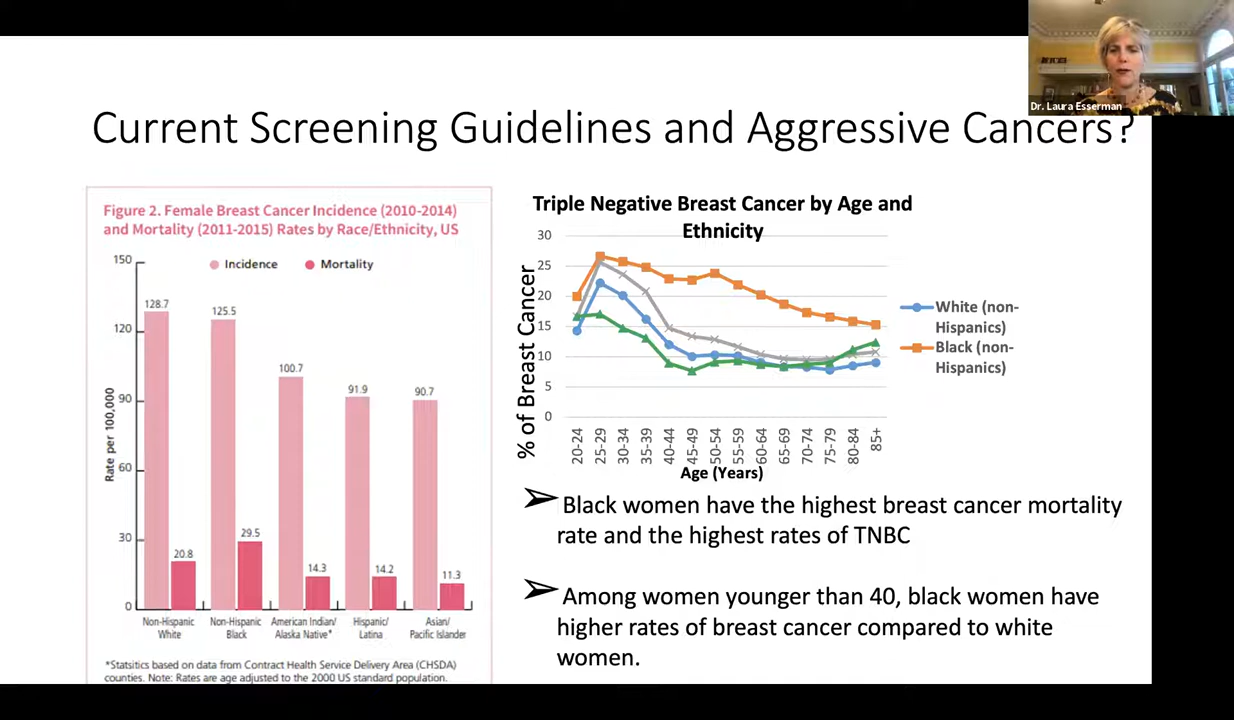 Dr. Laura Esserman
Current Screening Guidelines and Aggressive Cancers?
Figure 2. Female Breast Cancer Incidence (2010-2014)
and Mortality (2011-2015) Rates by Race/Ethnicity, US
Incidence
Mortality
Rate per 100,000
150
120
90
60
30
0
128.7
20.8
125.5
29.5
100.7
14.3
91.9
14.2
90.7
11.3
Non-Hispanic
White
Non-Hispanic
Black
American Indian/
Alaska Native*
Hispanic/
Latina
Asian/
Pacific Islander
*Statsitics based on data from Contract Health Service Delivery Area (CHSDA)
counties. Note: Rates are age adjusted to the 2000 US standard population.
Triple Negative Breast Cancer by Age and
Ethnicity
% of Breast Cancer
30
25
20
15
10
5
0
20-24
25-29
30-34
35-39
40-44
45-49
50-54
55-59
60-64
65-69
70-74
75-79
80-84
85+
Age (Years)
White (non-
Hispanics)
Black (non-
Hispanics)
➢ Black women have the highest breast cancer mortality
rate and the highest rates of TNBC
➢ Among women younger than 40, black women have
higher rates of breast cancer compared to white
women.